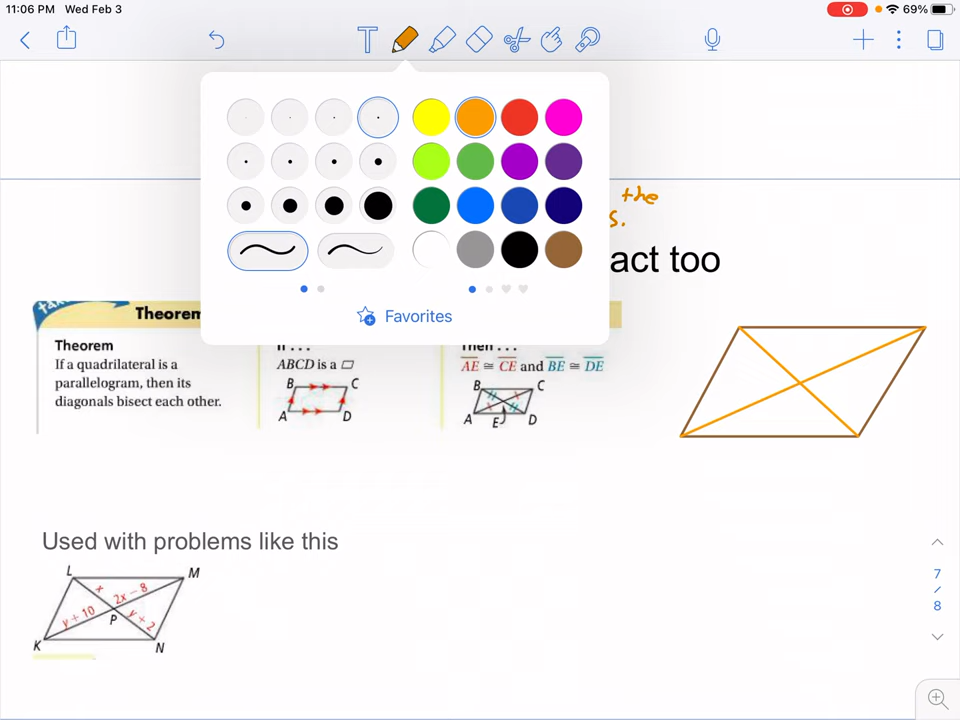 11:06 PM Wed Feb 3
69%
T
the
s.
act too
Favorites
Theorem
Theorem
If a quadrilateral is a
parallelogram, then its
diagonals bisect each other.
If . . .
ABCD is a ▱
B C
A D
Then . . .
AE ≅ CE and BE ≅ DE
B C
A E D
Used with problems like this
L M
x 2x − 8
y + 10 P y + 2
K N
7
/
8